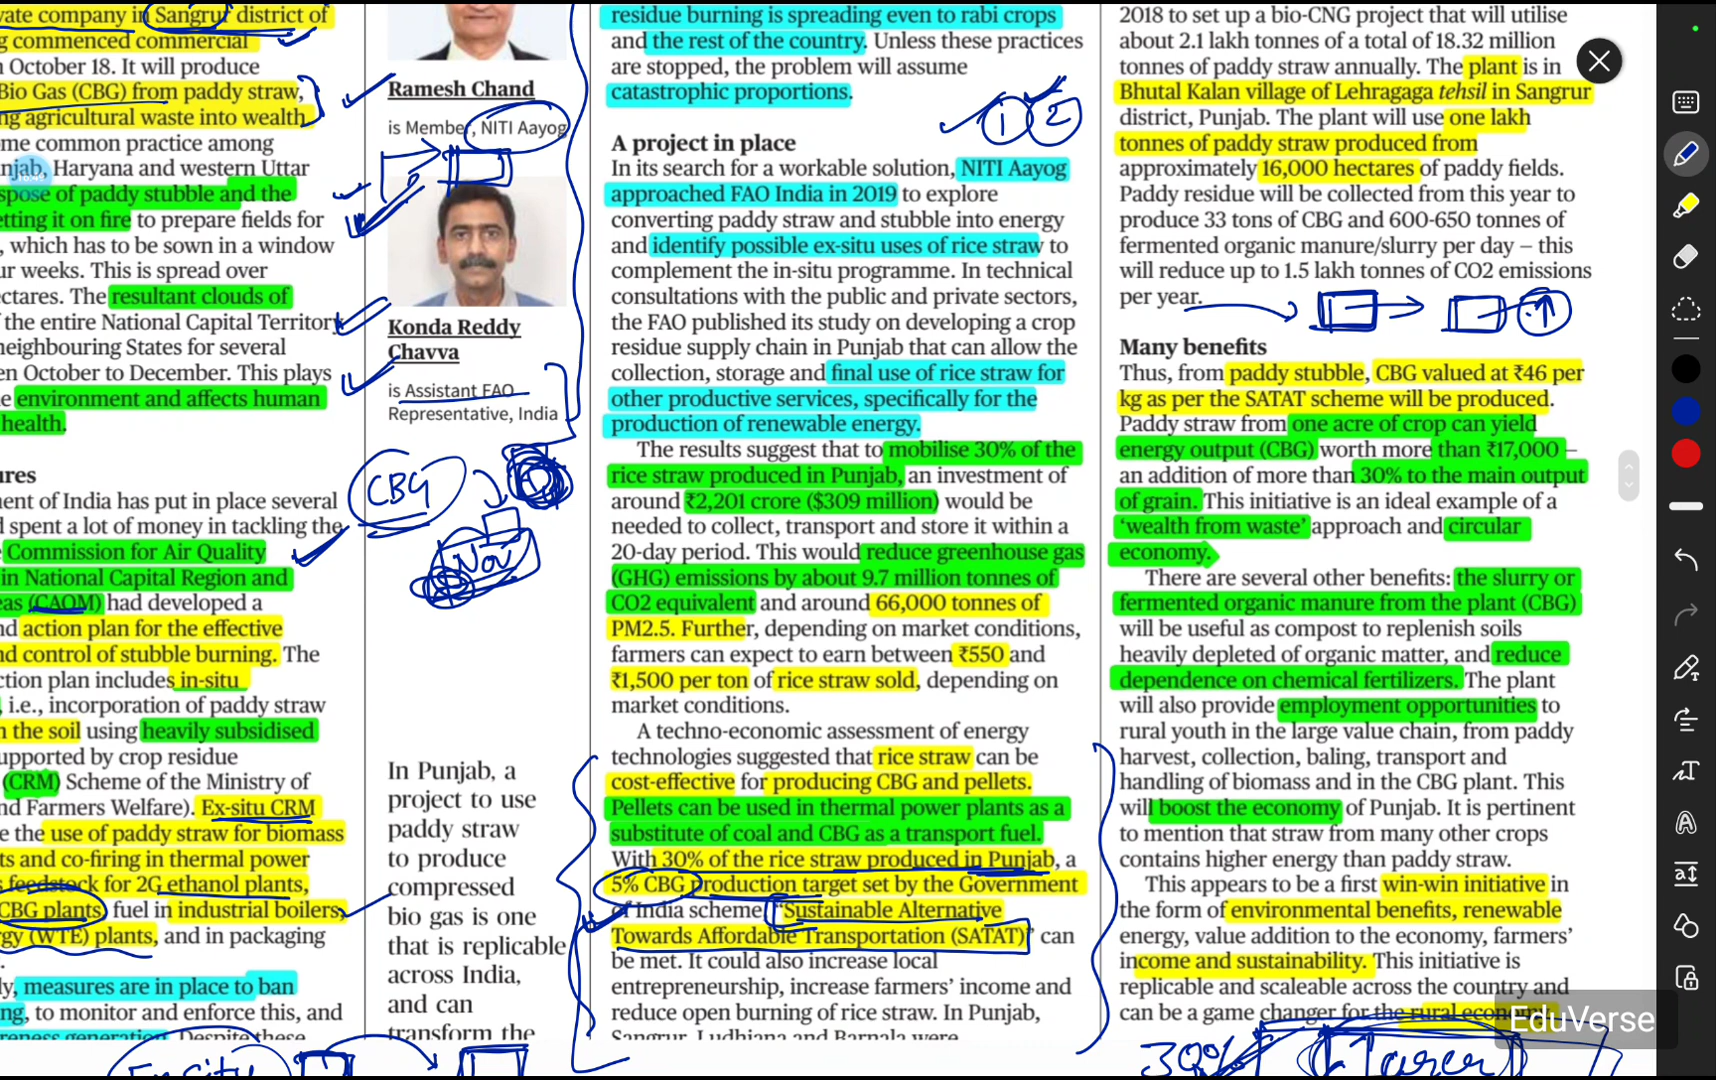 vate company in Sangrur district of
g commenced commercial
October 18. It will produce
Bio Gas (CBG) from paddy straw,
ng agricultural waste into wealth.
me common practice among
njab, Haryana and western Uttar
spose of paddy stubble and the
etting it on fire to prepare fields for
, which has to be sown in a window
ur weeks. This is spread over
ectares. The resultant clouds of
f the entire National Capital Territory
neighbouring States for several
en October to December. This plays
e environment and affects human
health.
ures
ment of India has put in place several
d spent a lot of money in tackling the
Commission for Air Quality
in National Capital Region and
eas (CAQM) had developed a
nd action plan for the effective
nd control of stubble burning. The
ction plan includes in-situ
, i.e., incorporation of paddy straw
n the soil using heavily subsidised
upported by crop residue
(CRM) Scheme of the Ministry of
nd Farmers Welfare). Ex-situ CRM
e the use of paddy straw for biomass
ts and co-firing in thermal power
s feedstock for 2G ethanol plants,
CBG plants, fuel in industrial boilers,
gy (WTE) plants, and in packaging
ly, measures are in place to ban
ng, to monitor and enforce this, and
reness generation. Despite these
Ramesh Chand
is Member, NITI Aayog
Konda Reddy
Chavva
is Assistant FAO
Representative, India
CBG
Nov
In Punjab, a
project to use
paddy straw
to produce
compressed
bio gas is one
that is replicable
across India,
and can
transform the
residue burning is spreading even to rabi crops
and the rest of the country. Unless these practices
are stopped, the problem will assume
catastrophic proportions.
1 2
A project in place
In its search for a workable solution, NITI Aayog
approached FAO India in 2019 to explore
converting paddy straw and stubble into energy
and identify possible ex-situ uses of rice straw to
complement the in-situ programme. In technical
consultations with the public and private sectors,
the FAO published its study on developing a crop
residue supply chain in Punjab that can allow the
collection, storage and final use of rice straw for
other productive services, specifically for the
production of renewable energy.
The results suggest that to mobilise 30% of the
rice straw produced in Punjab, an investment of
around ₹2,201 crore ($309 million) would be
needed to collect, transport and store it within a
20-day period. This would reduce greenhouse gas
(GHG) emissions by about 9.7 million tonnes of
CO2 equivalent and around 66,000 tonnes of
PM2.5. Further, depending on market conditions,
farmers can expect to earn between ₹550 and
₹1,500 per ton of rice straw sold, depending on
market conditions.
A techno-economic assessment of energy
technologies suggested that rice straw can be
cost-effective for producing CBG and pellets.
Pellets can be used in thermal power plants as a
substitute of coal and CBG as a transport fuel.
With 30% of the rice straw produced in Punjab, a
5% CBG production target set by the Government
of India scheme, "Sustainable Alternative
Towards Affordable Transportation (SATAT)" can
be met. It could also increase local
entrepreneurship, increase farmers' income and
reduce open burning of rice straw. In Punjab,
Sangrur, Ludhiana and Barnala were
2018 to set up a bio-CNG project that will utilise
about 2.1 lakh tonnes of a total of 18.32 million
tonnes of paddy straw annually. The plant is in
Bhutal Kalan village of Lehragaga tehsil in Sangrur
district, Punjab. The plant will use one lakh
tonnes of paddy straw produced from
approximately 16,000 hectares of paddy fields.
Paddy residue will be collected from this year to
produce 33 tons of CBG and 600-650 tonnes of
fermented organic manure/slurry per day — this
will reduce up to 1.5 lakh tonnes of CO2 emissions
per year.
Many benefits
Thus, from paddy stubble, CBG valued at ₹46 per
kg as per the SATAT scheme will be produced.
Paddy straw from one acre of crop can yield
energy output (CBG) worth more than ₹17,000 —
an addition of more than 30% to the main output
of grain. This initiative is an ideal example of a
'wealth from waste' approach and circular
economy.
There are several other benefits: the slurry or
fermented organic manure from the plant (CBG)
will be useful as compost to replenish soils
heavily depleted of organic matter, and reduce
dependence on chemical fertilizers. The plant
will also provide employment opportunities to
rural youth in the large value chain, from paddy
harvest, collection, baling, transport and
handling of biomass and in the CBG plant. This
will boost the economy of Punjab. It is pertinent
to mention that straw from many other crops
contains higher energy than paddy straw.
This appears to be a first win-win initiative in
the form of environmental benefits, renewable
energy, value addition to the economy, farmers'
income and sustainability. This initiative is
replicable and scaleable across the country and
can be a game changer for the rural economy
EduVerse
30%